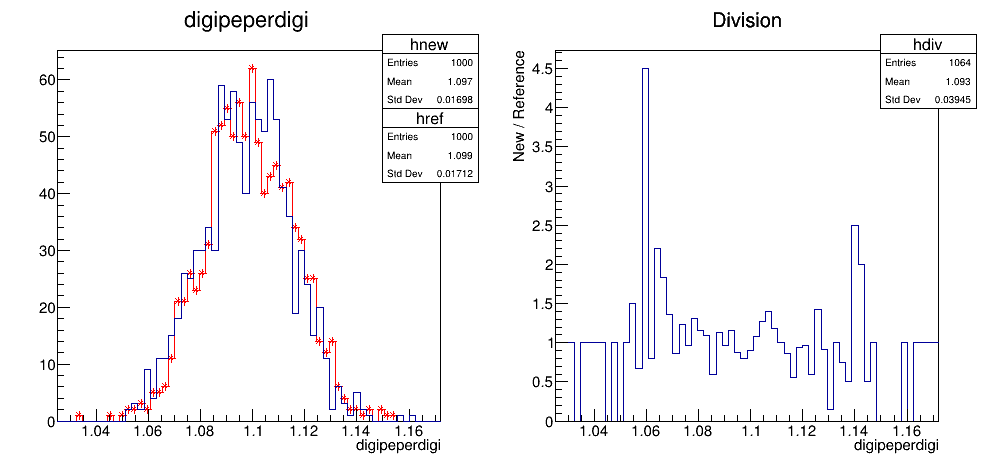 digipeperdigi
hnew
Entries 1000
Mean 1.097
Std Dev 0.01698
href
Entries 1000
Mean 1.099
Std Dev 0.01712
60
50
40
30
20
10
0
1.04 1.06 1.08 1.1 1.12 1.14 1.16
digipeperdigi
Division
hdiv
Entries 1064
Mean 1.093
Std Dev 0.03945
New / Reference
4.5
4
3.5
3
2.5
2
1.5
1
0.5
0
1.04 1.06 1.08 1.1 1.12 1.14 1.16
digipeperdigi